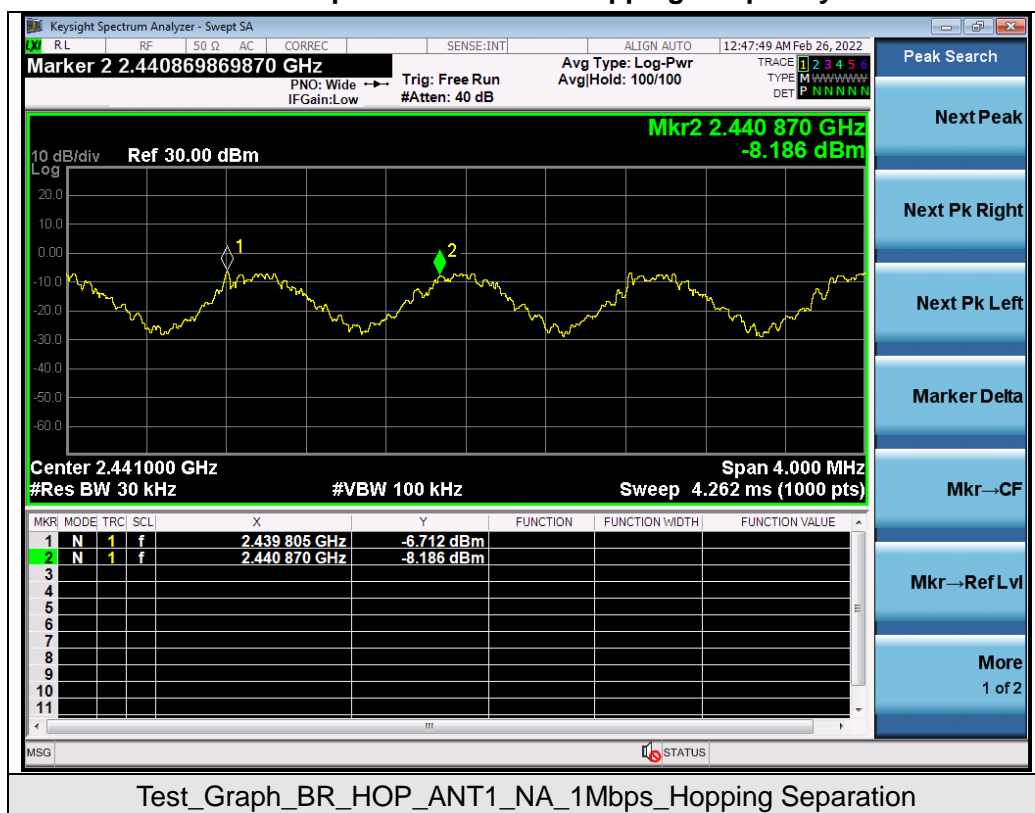 Keysight Spectrum Analyzer - Swept SA
LXI RL RF 50 Ω AC CORREC SENSE:INT ALIGN AUTO 12:47:49 AM Feb 26, 2022
Marker 2 2.440869869870 GHz
PNO: Wide
IFGain:Low
Trig: Free Run
#Atten: 40 dB
Avg Type: Log-Pwr
Avg|Hold: 100/100
TRACE 1 2 3 4 5 6
TYPE M WWWWW
DET P N N N N N
Mkr2 2.440 870 GHz
-8.186 dBm
10 dB/div Ref 30.00 dBm
Log
20.0
10.0
0.00
-10.0
-20.0
-30.0
-40.0
-50.0
-60.0
1
2
Center 2.441000 GHz Span 4.000 MHz
#Res BW 30 kHz #VBW 100 kHz Sweep 4.262 ms (1000 pts)
MKR MODE TRC SCL X Y FUNCTION FUNCTION WIDTH FUNCTION VALUE
1 N 1 f 2.439 805 GHz -6.712 dBm
2 N 1 f 2.440 870 GHz -8.186 dBm
3
4
5
6
7
8
9
10
11
MSG STATUS
Peak Search
Next Peak
Next Pk Right
Next Pk Left
Marker Delta
Mkr→CF
Mkr→Ref Lvl
More
1 of 2
Test_Graph_BR_HOP_ANT1_NA_1Mbps_Hopping Separation